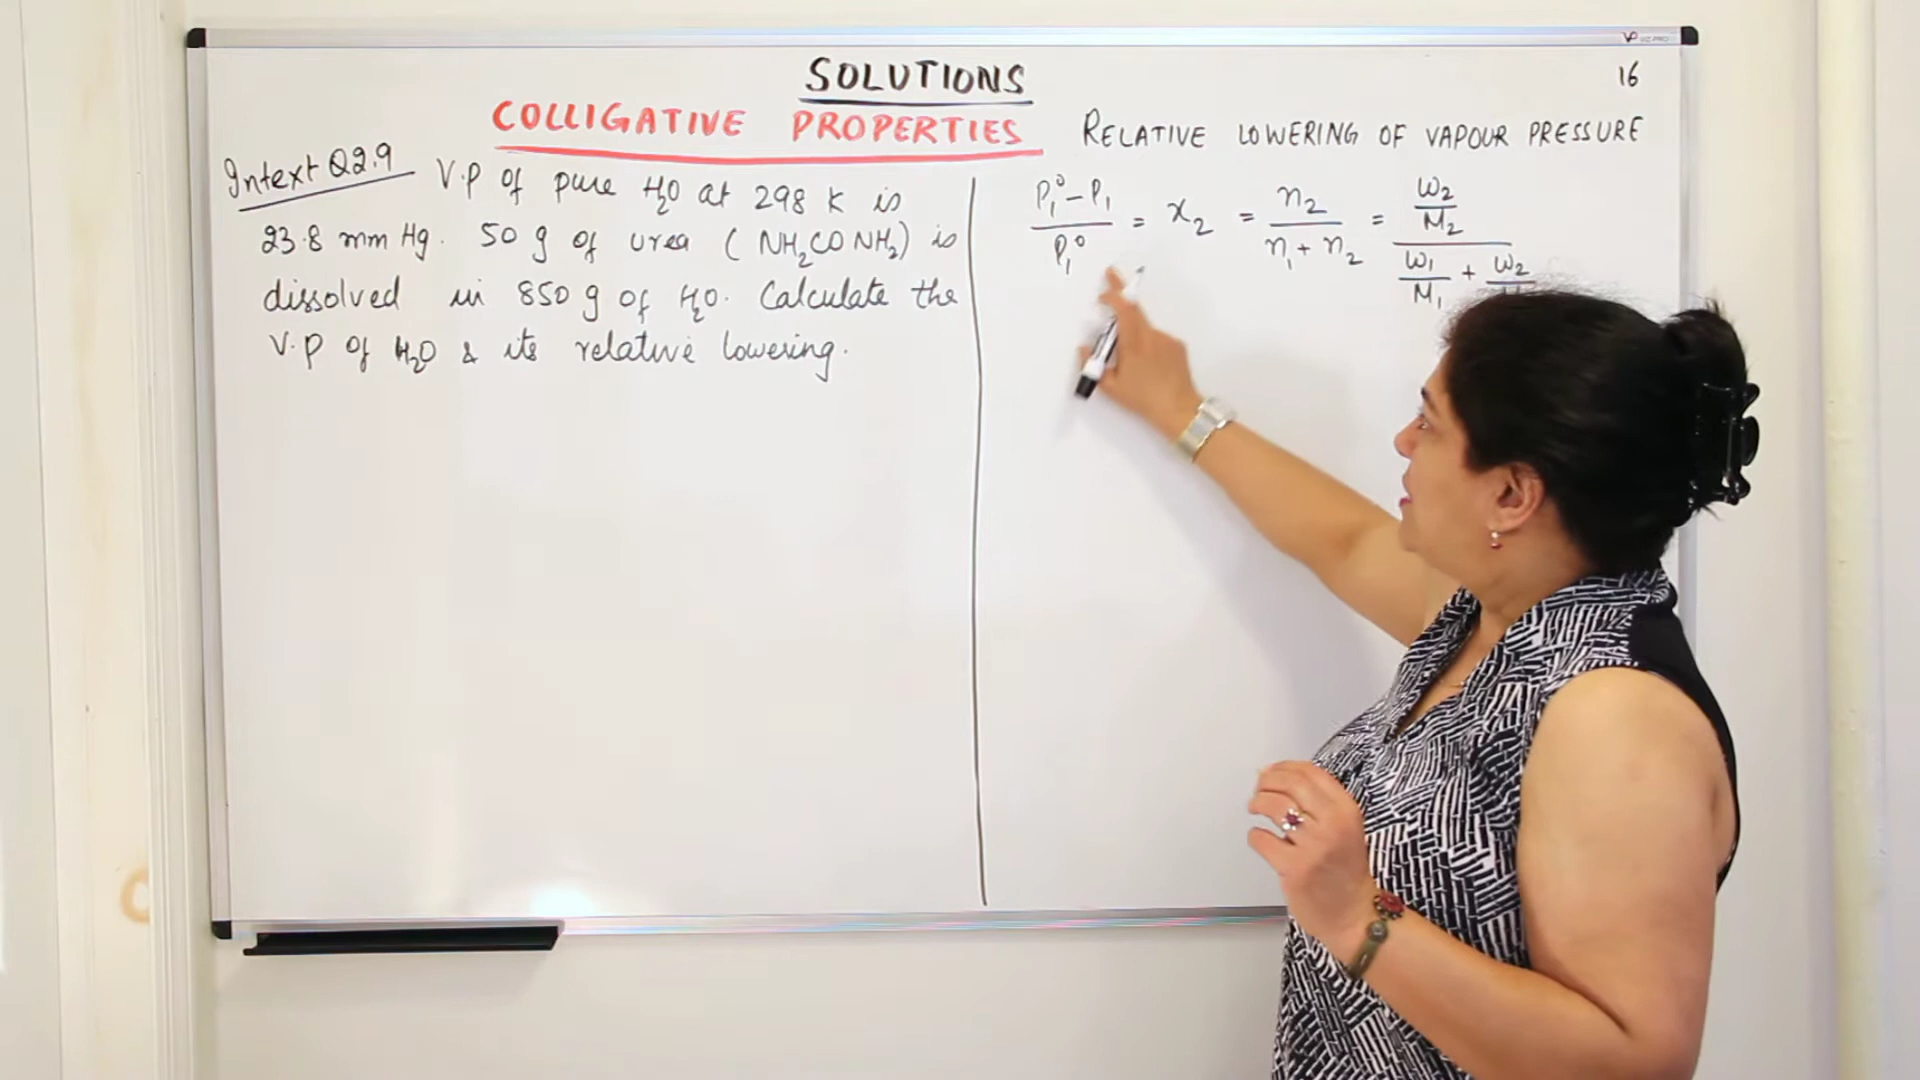 SOLUTIONS
16
COLLIGATIVE PROPERTIES
RELATIVE LOWERING OF VAPOUR PRESSURE
Intext Q2.9
V.P of pure H₂O at 298 K is
23.8 mm Hg. 50 g of urea (NH₂CONH₂) is
dissolved in 850 g of H₂O. Calculate the
V.P of H₂O & its relative lowering.
(P₁⁰ - P₁) / P₁⁰ = x₂ = n₂ / (n₁ + n₂) = (w₂/M₂) / (w₁/M₁ + w₂